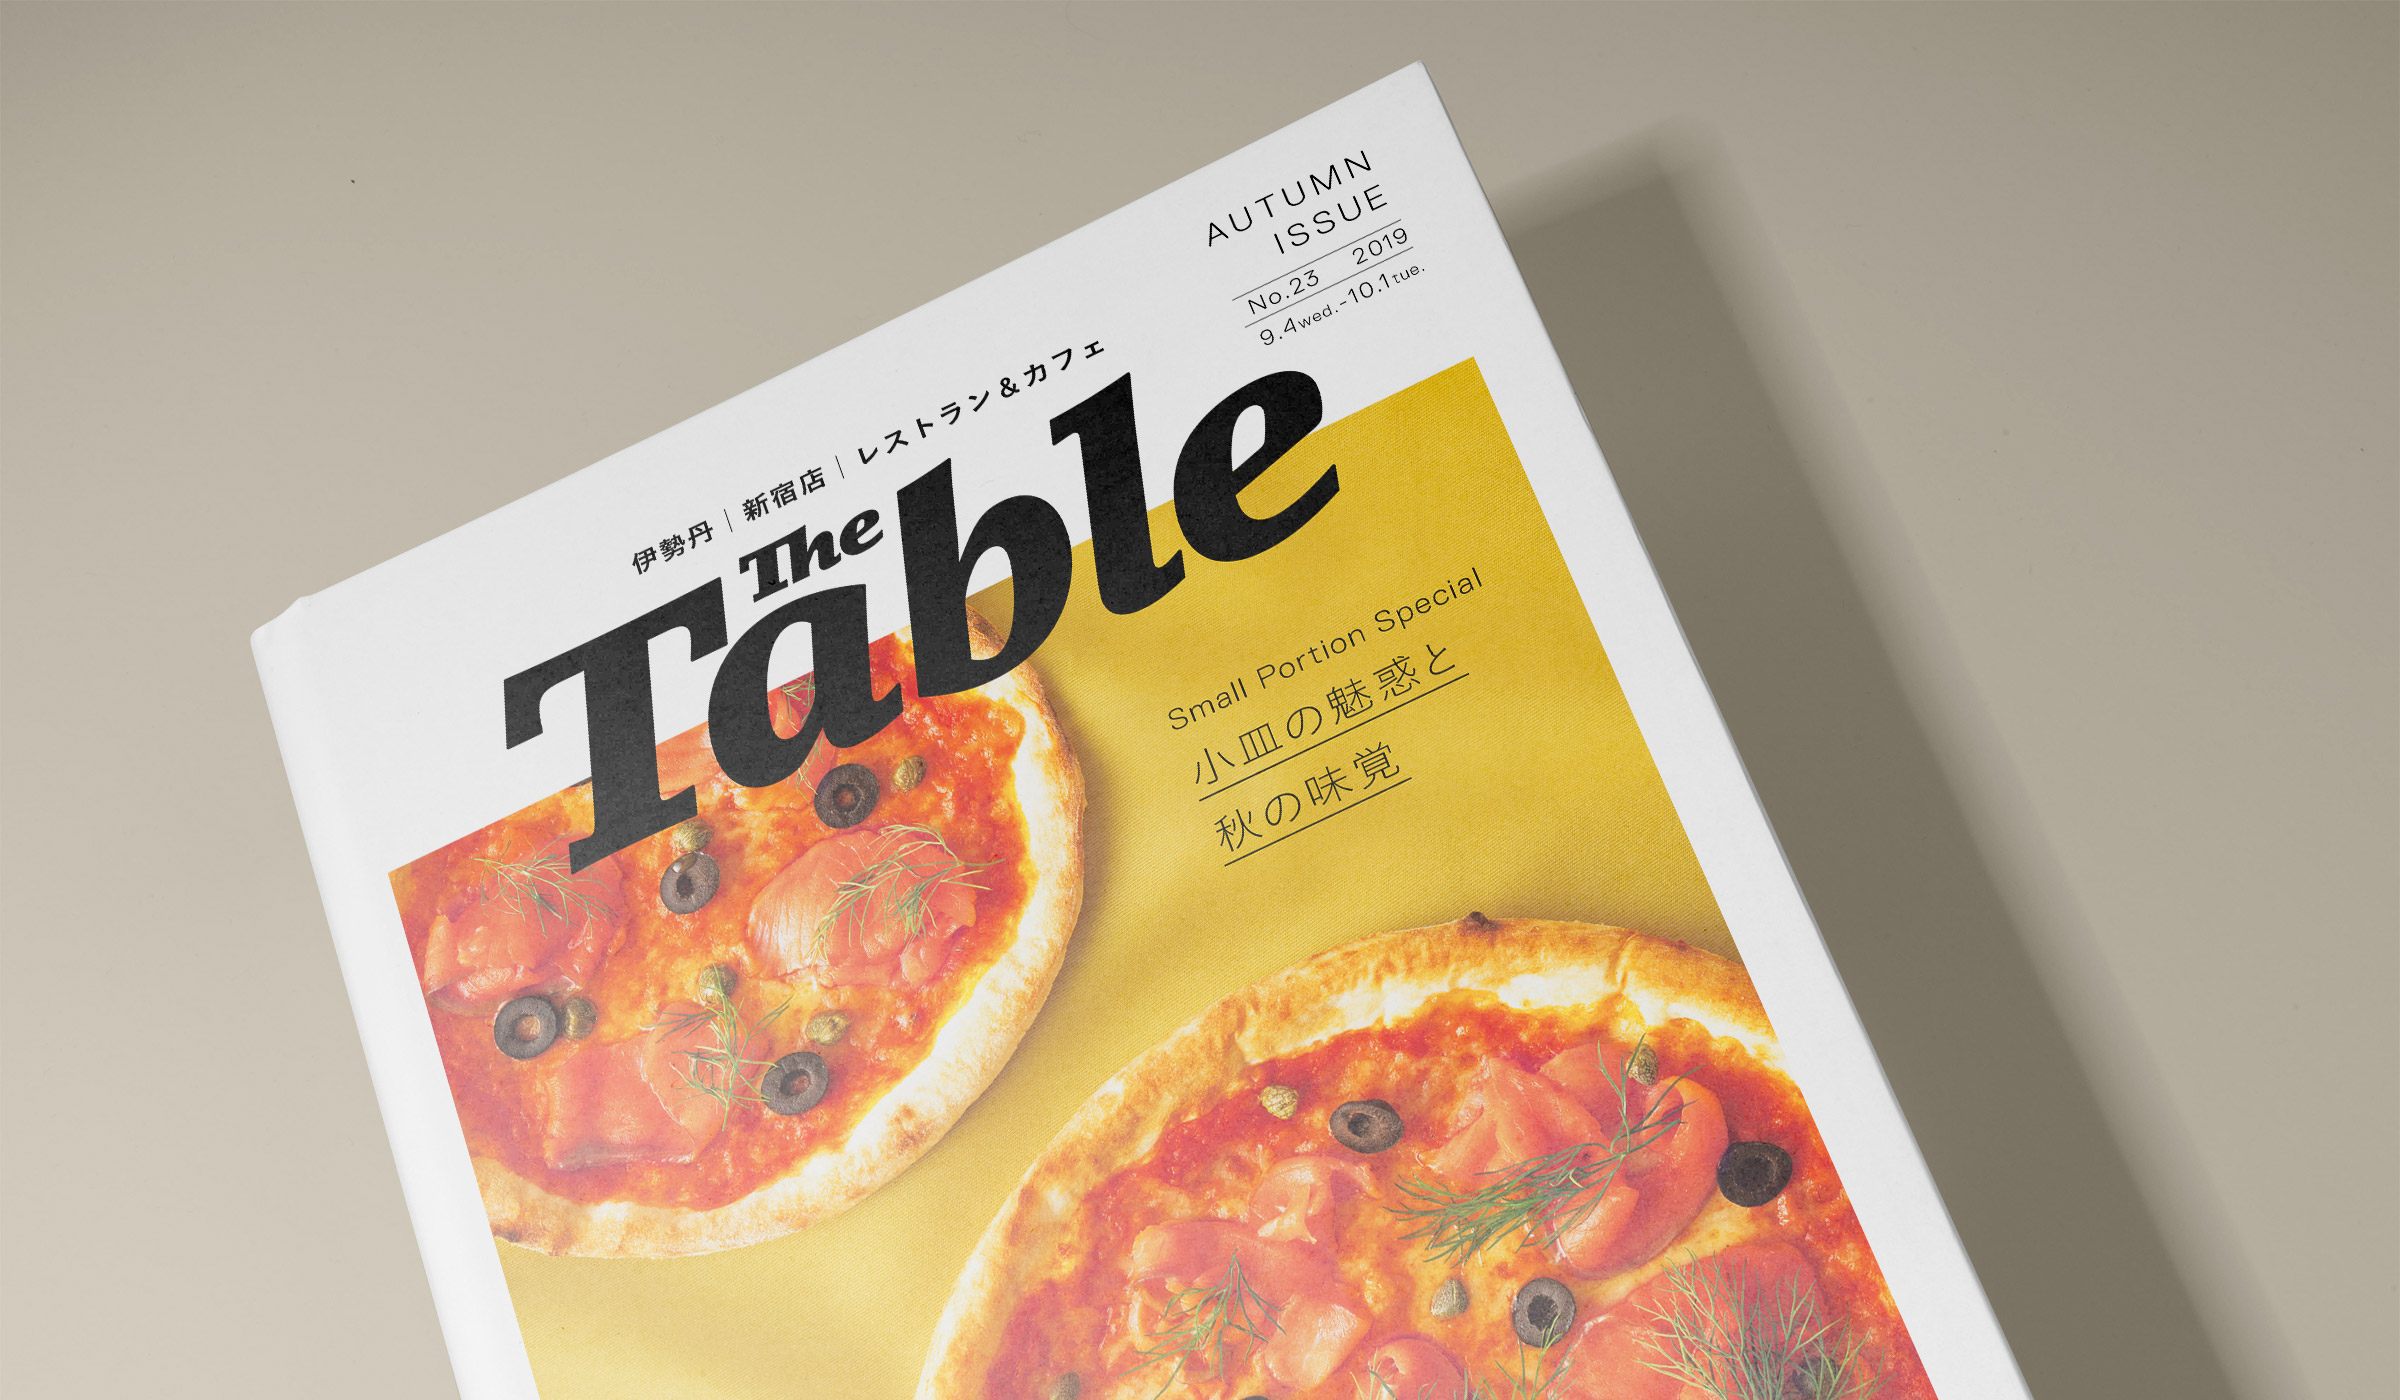 AUTUMN
ISSUE
No.23 2019
9.4wed.-10.1tue.
伊勢丹｜新宿店｜レストラン＆カフェ
The
Table
Small Portion Special
小皿の魅惑と
秋の味覚